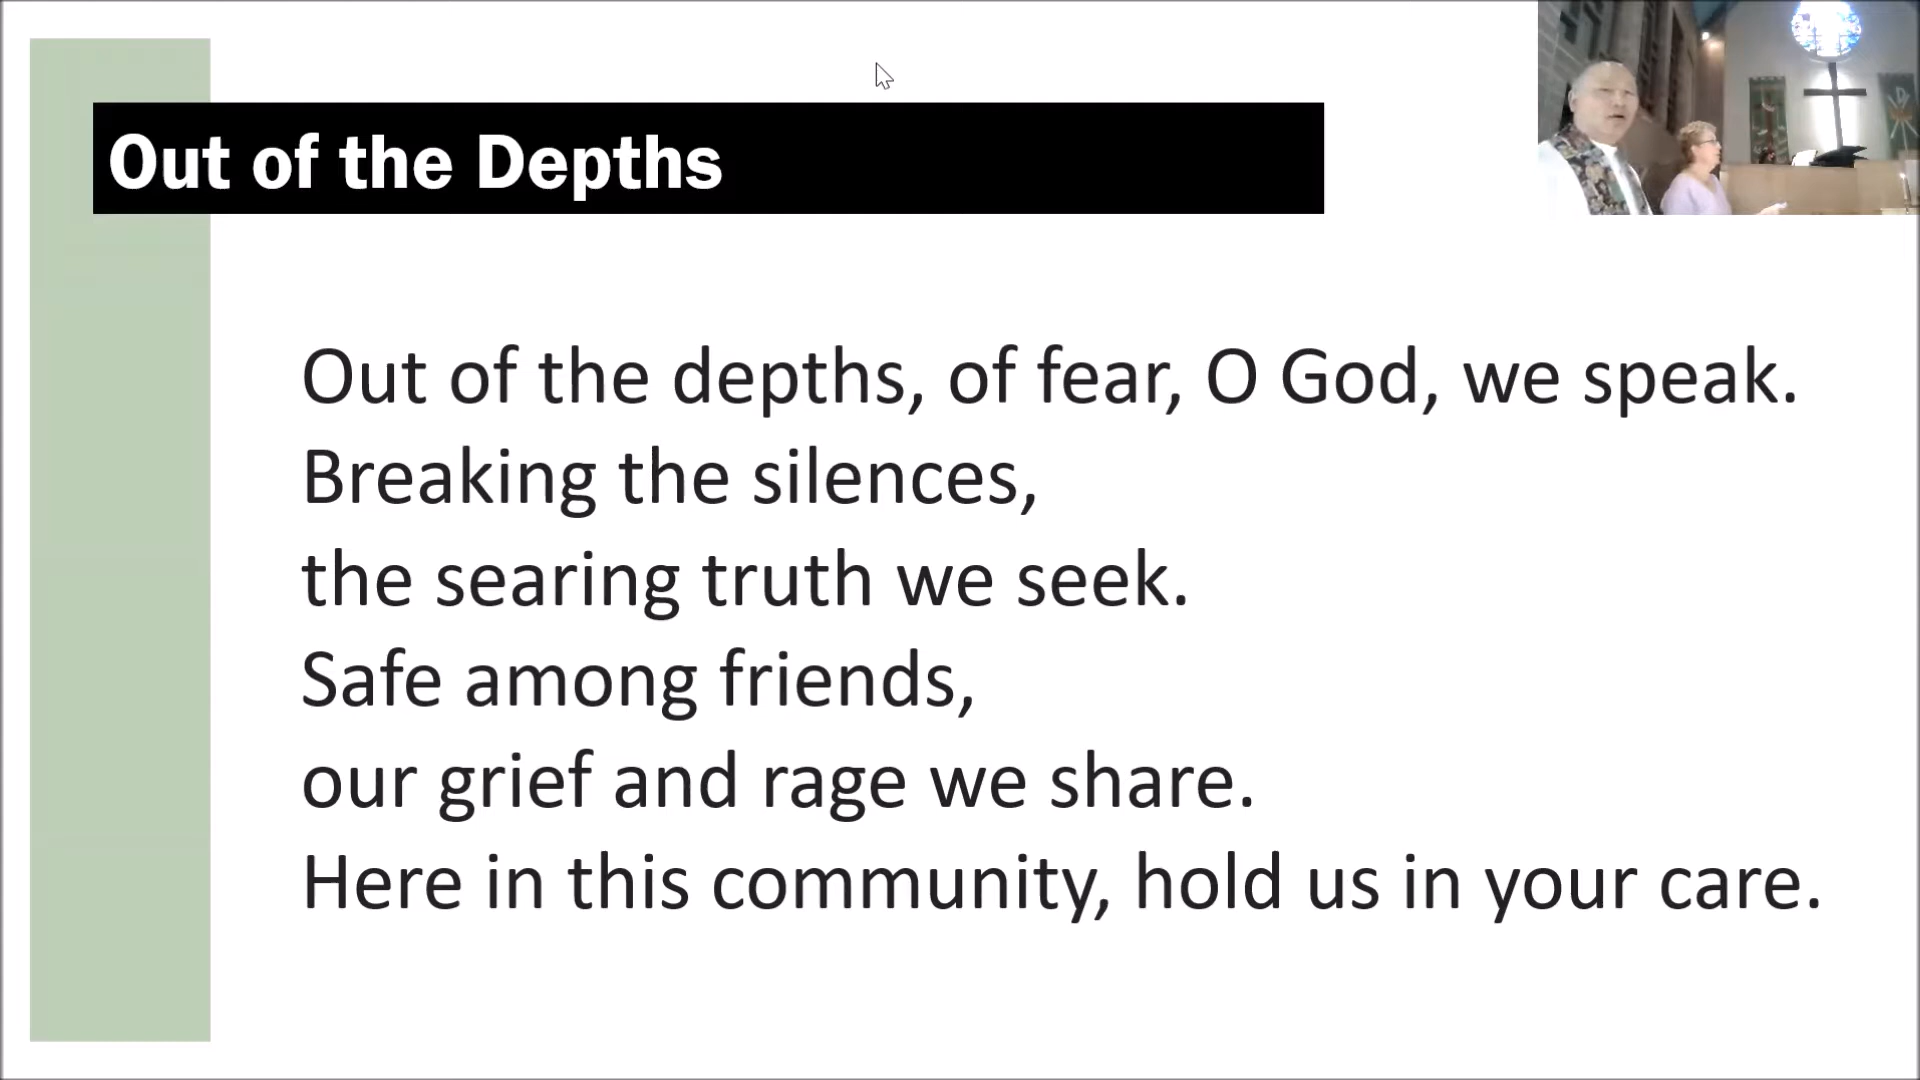 Out of the Depths
Out of the depths, of fear, O God, we speak.
Breaking the silences,
the searing truth we seek.
Safe among friends,
our grief and rage we share.
Here in this community, hold us in your care.